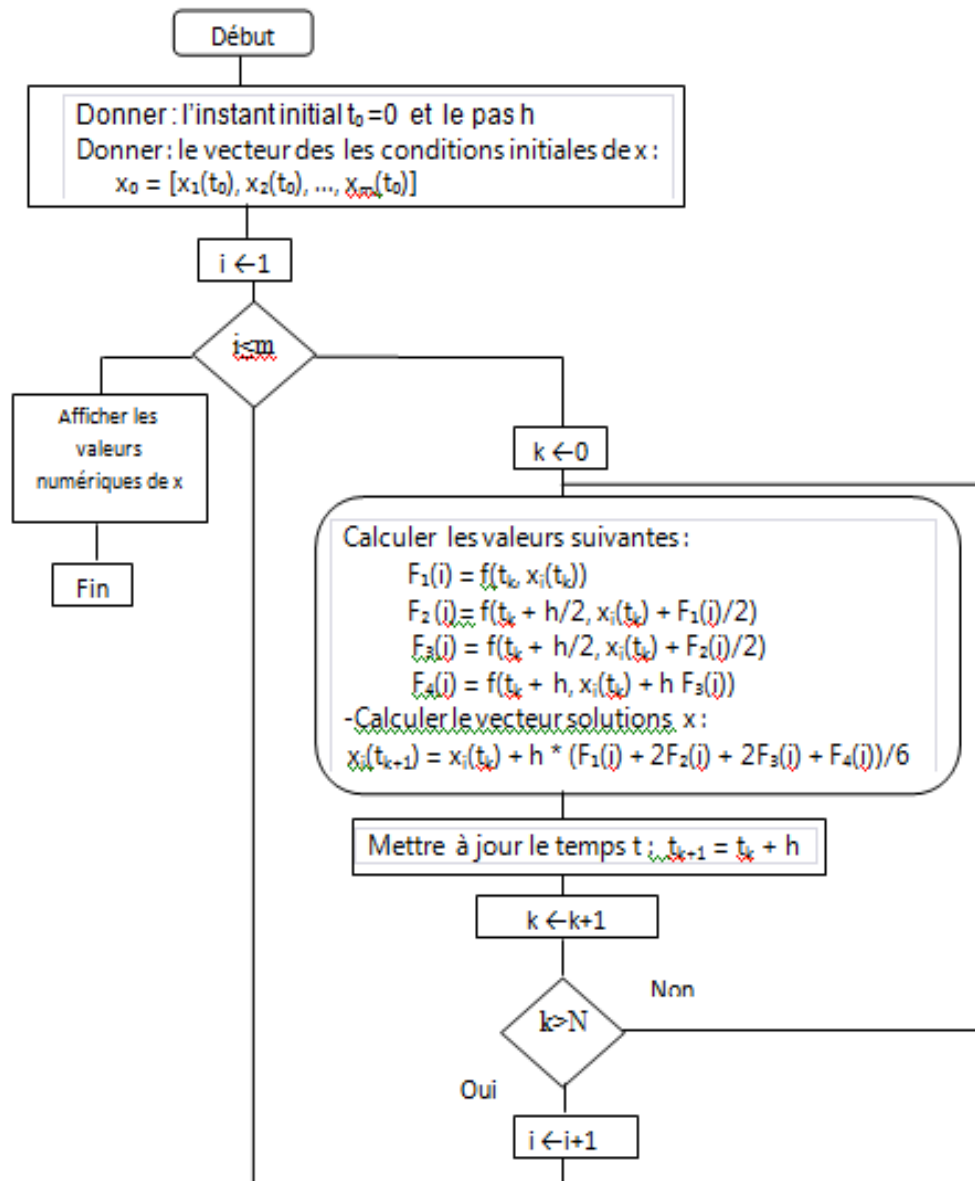 Début
Donner : l'instant initial t₀ =0 et le pas h
Donner : le vecteur des les conditions initiales de x :
x₀ = [x₁(t₀), x₂(t₀), ..., xₘ(t₀)]
i ←1
i≤m
Afficher les
valeurs
numériques de x
Fin
k ←0
Calculer les valeurs suivantes :
F₁(i) = f(tₖ, xᵢ(tₖ))
F₂ (i)= f(tₖ + h/2, xᵢ(tₖ) + F₁(i)/2)
F₃(i) = f(tₖ + h/2, xᵢ(tₖ) + F₂(i)/2)
F₄(i) = f(tₖ + h, xᵢ(tₖ) + h F₃(i))
-Calculer le vecteur solutions x :
xᵢ(tₖ₊₁) = xᵢ(tₖ) + h * (F₁(i) + 2F₂(i) + 2F₃(i) + F₄(i))/6
Mettre à jour le temps t : tₖ₊₁ = tₖ + h
k ←k+1
k>N
Non
Oui
i ←i+1